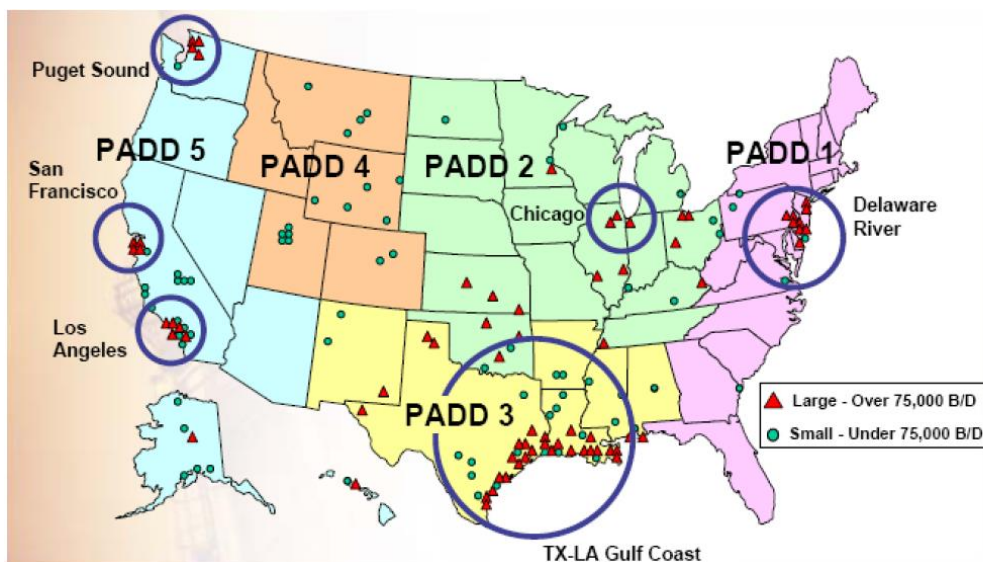 Puget Sound
PADD 5
San
Francisco
PADD 4
PADD 2
PADD 1
Chicago
Delaware
River
Los
Angeles
PADD 3
Large - Over 75,000 B/D
Small - Under 75,000 B/D
TX-LA Gulf Coast